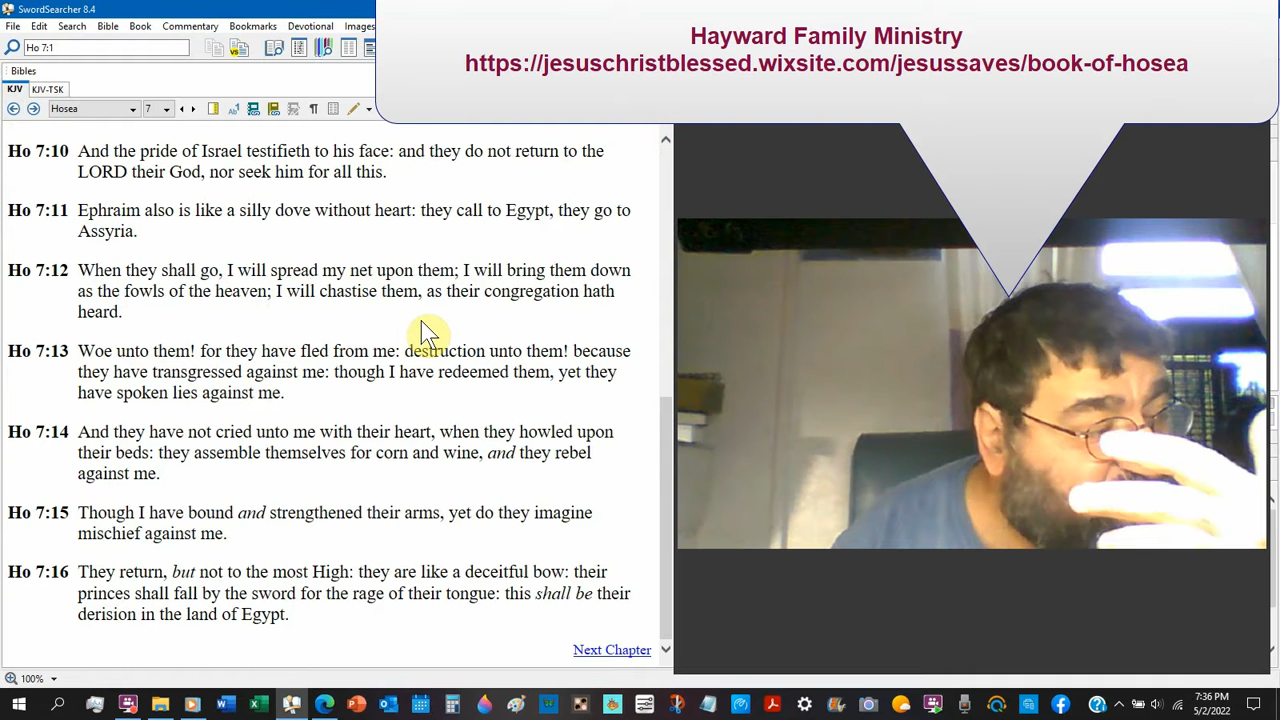 SwordSearcher 8.4
File Edit Search Bible Book Commentary Bookmarks Devotional Images
Ho 7:1
Hayward Family Ministry
https://jesuschristblessed.wixsite.com/jesussaves/book-of-hosea
Bibles
KJV KJV-TSK
Hosea 7
Ho 7:10 And the pride of Israel testifieth to his face: and they do not return to the
LORD their God, nor seek him for all this.
Ho 7:11 Ephraim also is like a silly dove without heart: they call to Egypt, they go to
Assyria.
Ho 7:12 When they shall go, I will spread my net upon them; I will bring them down
as the fowls of the heaven; I will chastise them, as their congregation hath
heard.
Ho 7:13 Woe unto them! for they have fled from me: destruction unto them! because
they have transgressed against me: though I have redeemed them, yet they
have spoken lies against me.
Ho 7:14 And they have not cried unto me with their heart, when they howled upon
their beds: they assemble themselves for corn and wine, and they rebel
against me.
Ho 7:15 Though I have bound and strengthened their arms, yet do they imagine
mischief against me.
Ho 7:16 They return, but not to the most High: they are like a deceitful bow: their
princes shall fall by the sword for the rage of their tongue: this shall be their
derision in the land of Egypt.
Next Chapter
100%
7:36 PM
5/2/2022